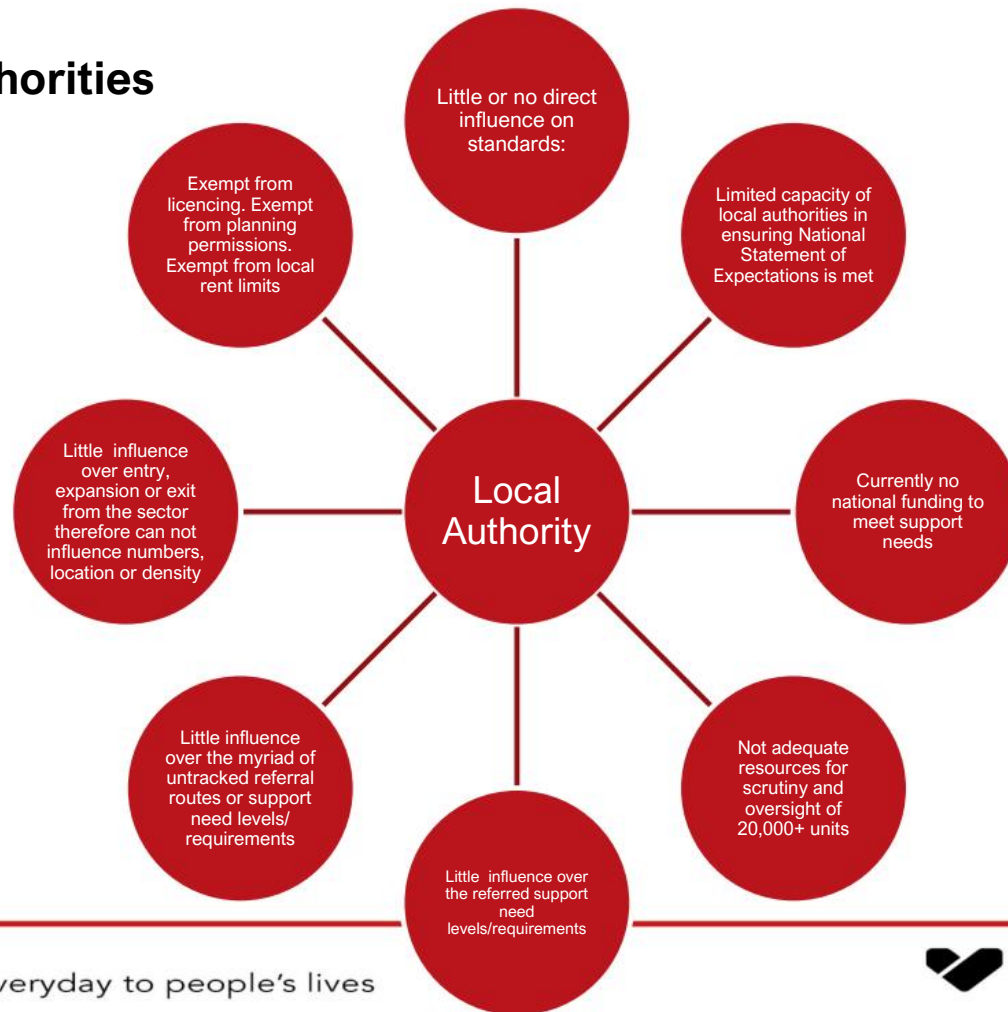 horities
Little or no direct
influence on
standards:
Limited capacity of
local authorities in
ensuring National
Statement of
Expectations is met
Currently no
national funding to
meet support
needs
Not adequate
resources for
scrutiny and
oversight of
20,000+ units
Little influence over
the referred support
need
levels/requirements
Little influence
over the myriad of
untracked referral
routes or support
need levels/
requirements
Little influence
over entry,
expansion or exit
from the sector
therefore can not
influence numbers,
location or density
Exempt from
licencing. Exempt
from planning
permissions.
Exempt from local
rent limits
Local
Authority
veryday to people's lives